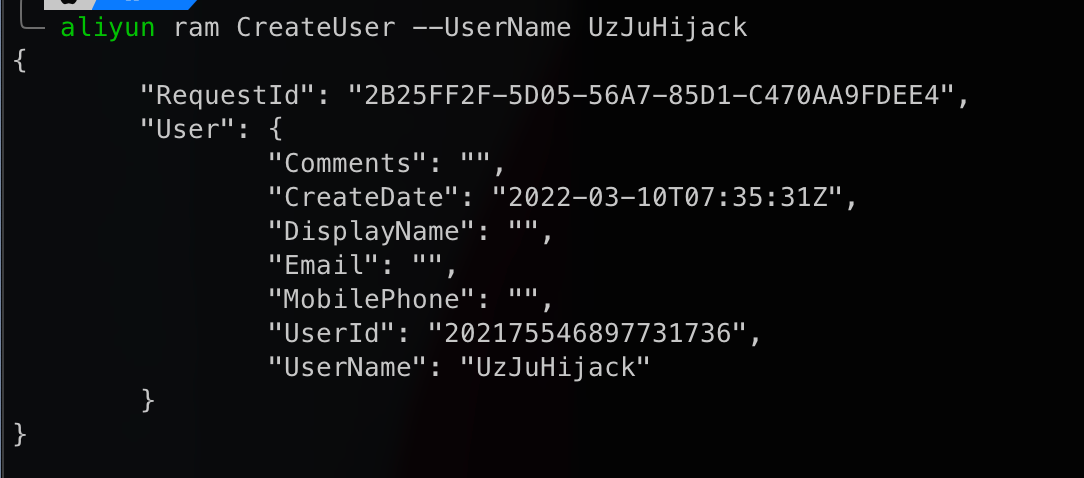 aliyun ram CreateUser --UserName UzJuHijack
{
"RequestId": "2B25FF2F-5D05-56A7-85D1-C470AA9FDEE4",
"User": {
"Comments": "",
"CreateDate": "2022-03-10T07:35:31Z",
"DisplayName": "",
"Email": "",
"MobilePhone": "",
"UserId": "202175546897731736",
"UserName": "UzJuHijack"
}
}